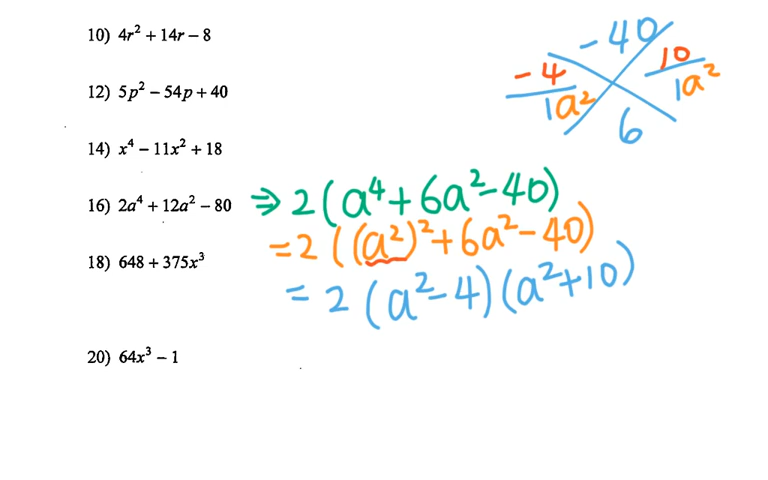 10) 4r² + 14r − 8
12) 5p² − 54p + 40
14) x⁴ − 11x² + 18
16) 2a⁴ + 12a² − 80 ⇒ 2(a⁴ + 6a² − 40)
= 2((a²)² + 6a² − 40)
= 2(a² − 4)(a² + 10)
18) 648 + 375x³
20) 64x³ − 1
−40
−4 10
1a² 1a²
6